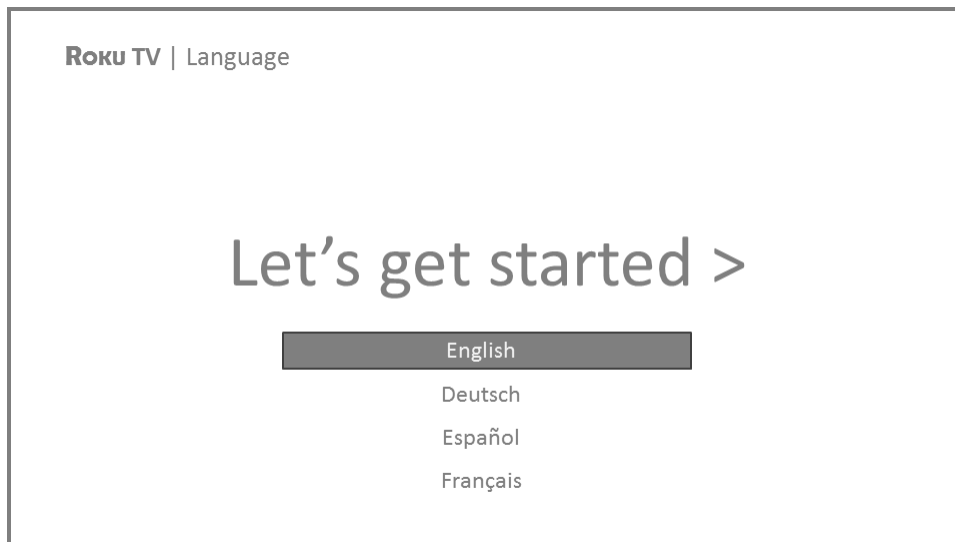 ROKU TV | Language
Let’s get started >
English
Deutsch
Español
Français